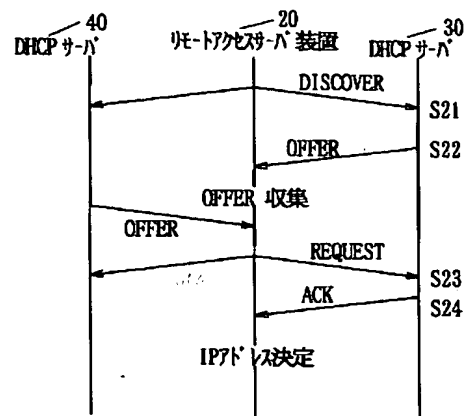 40
20
30
DHCP サーバ
リモートアクセスサーバ装置
DHCP サーバ
DISCOVER
S21
OFFER
S22
OFFER 収集
OFFER
REQUEST
S23
ACK
S24
IPアドレス決定